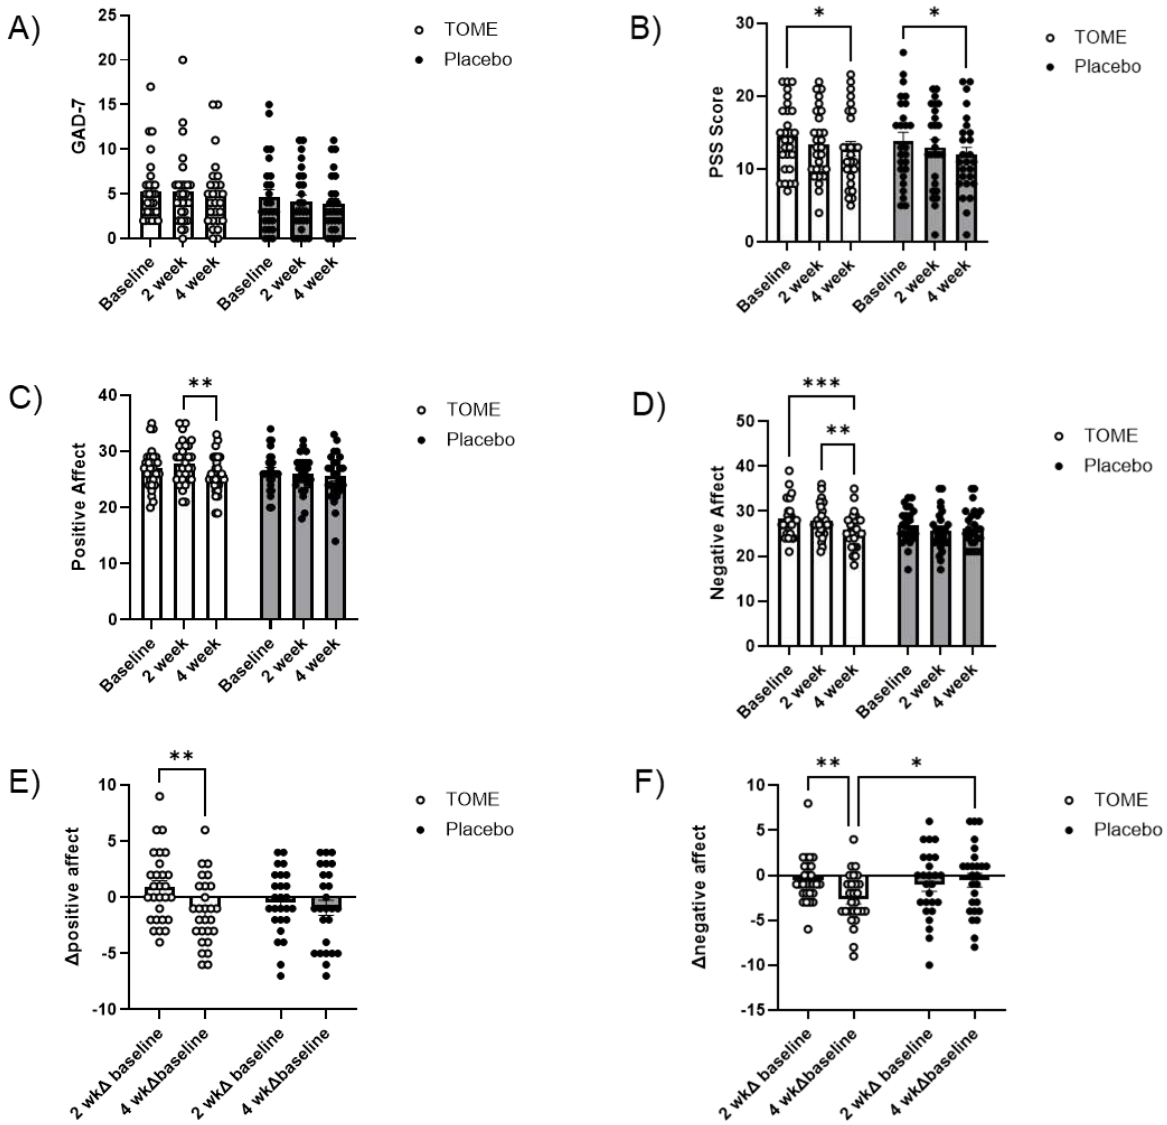 A)
GAD-7
25
20
15
10
5
0
Baseline
2 week
4 week
Baseline
2 week
4 week
TOME
Placebo
B)
PSS Score
30
20
10
0
*
*
Baseline
2 week
4 week
Baseline
2 week
4 week
TOME
Placebo
C)
Positive Affect
40
30
20
10
0
**
Baseline
2 week
4 week
Baseline
2 week
4 week
TOME
Placebo
D)
Negative Affect
50
40
30
20
10
0
***
**
Baseline
2 week
4 week
Baseline
2 week
4 week
TOME
Placebo
E)
Δpositive affect
10
5
0
-5
-10
**
2 wkΔ baseline
4 wkΔbaseline
2 wkΔ baseline
4 wkΔbaseline
TOME
Placebo
F)
Δnegative affect
10
5
0
-5
-10
-15
**
*
2 wkΔ baseline
4 wkΔbaseline
2 wkΔ baseline
4 wkΔbaseline
TOME
Placebo